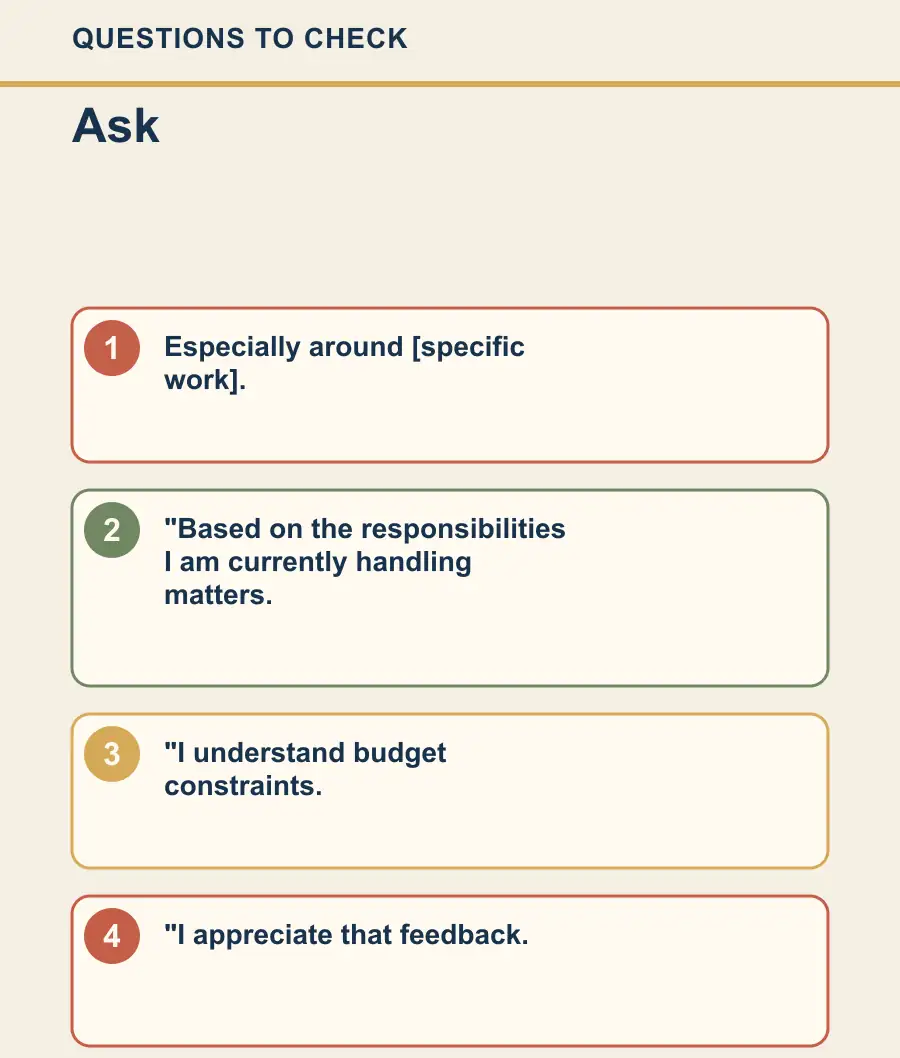 QUESTIONS TO CHECK
Ask
1
Especially around [specific
work].
2
"Based on the responsibilities
I am currently handling
matters.
3
"I understand budget
constraints.
4
"I appreciate that feedback.